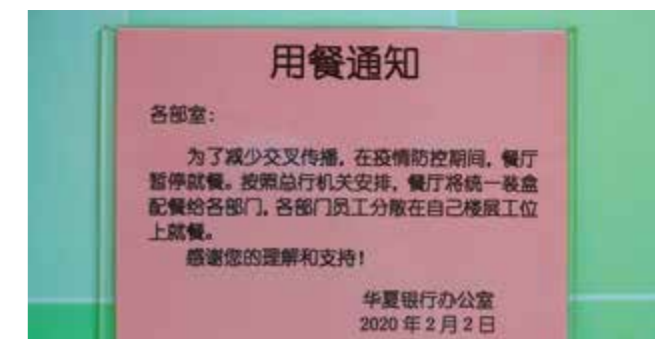 用餐通知
各部室：
为了减少交叉传播，在疫情防控期间，餐厅
暂停就餐。按照总行机关安排，餐厅将统一装盒
配餐给各部门，各部门员工分散在自己楼层工位
上就餐。
感谢您的理解和支持！
华夏银行办公室
2020年2月2日